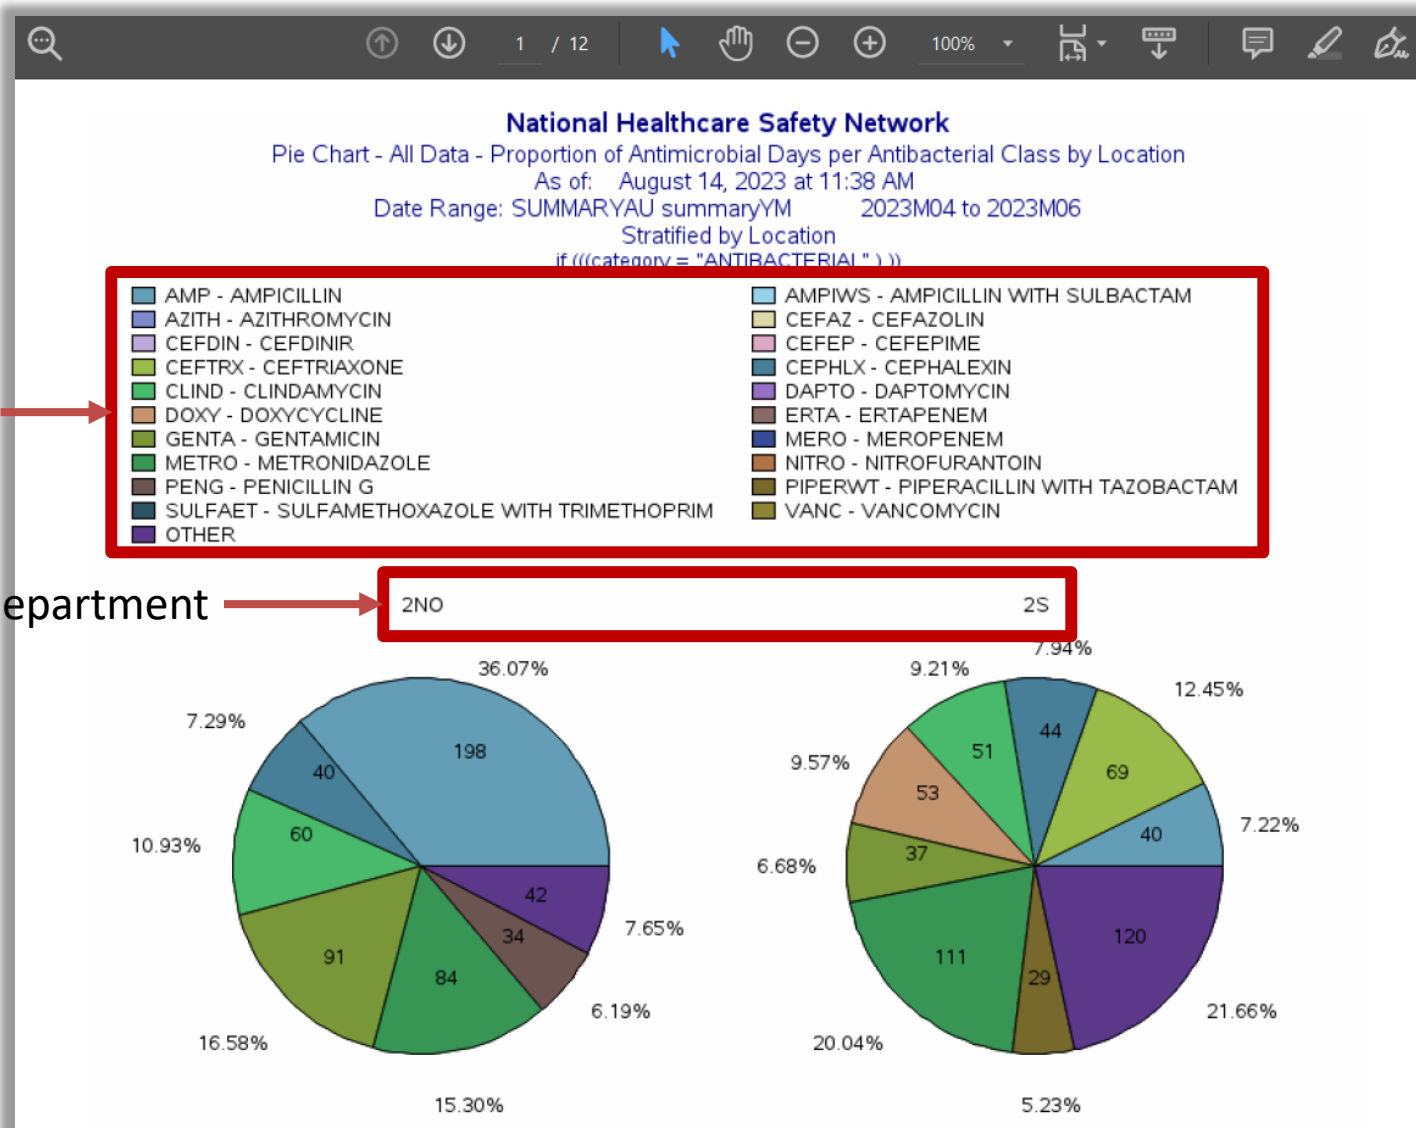 1 / 12 100%
National Healthcare Safety Network
Pie Chart - All Data - Proportion of Antimicrobial Days per Antibacterial Class by Location
As of: August 14, 2023 at 11:38 AM
Date Range: SUMMARYAU summaryYM 2023M04 to 2023M06
Stratified by Location
if (((category = "ANTIBACTERIAL" ) ))
AMP - AMPICILLIN AMPIWS - AMPICILLIN WITH SULBACTAM
AZITH - AZITHROMYCIN CEFAZ - CEFAZOLIN
CEFDIN - CEFDINIR CEFEP - CEFEPIME
CEFTRX - CEFTRIAXONE CEPHLX - CEPHALEXIN
CLIND - CLINDAMYCIN DAPTO - DAPTOMYCIN
DOXY - DOXYCYCLINE ERTA - ERTAPENEM
GENTA - GENTAMICIN MERO - MEROPENEM
METRO - METRONIDAZOLE NITRO - NITROFURANTOIN
PENG - PENICILLIN G PIPERWT - PIPERACILLIN WITH TAZOBACTAM
SULFAET - SULFAMETHOXAZOLE WITH TRIMETHOPRIM VANC - VANCOMYCIN
OTHER
epartment 2NO 2S
36.07% 9.21% 7.94%
7.29% 12.45%
198 51 44
40 9.57% 53 69
10.93% 60 37 40 7.22%
6.68%
42 7.65%
91 84 34 111 29 120
6.19% 21.66%
16.58% 20.04%
15.30% 5.23%